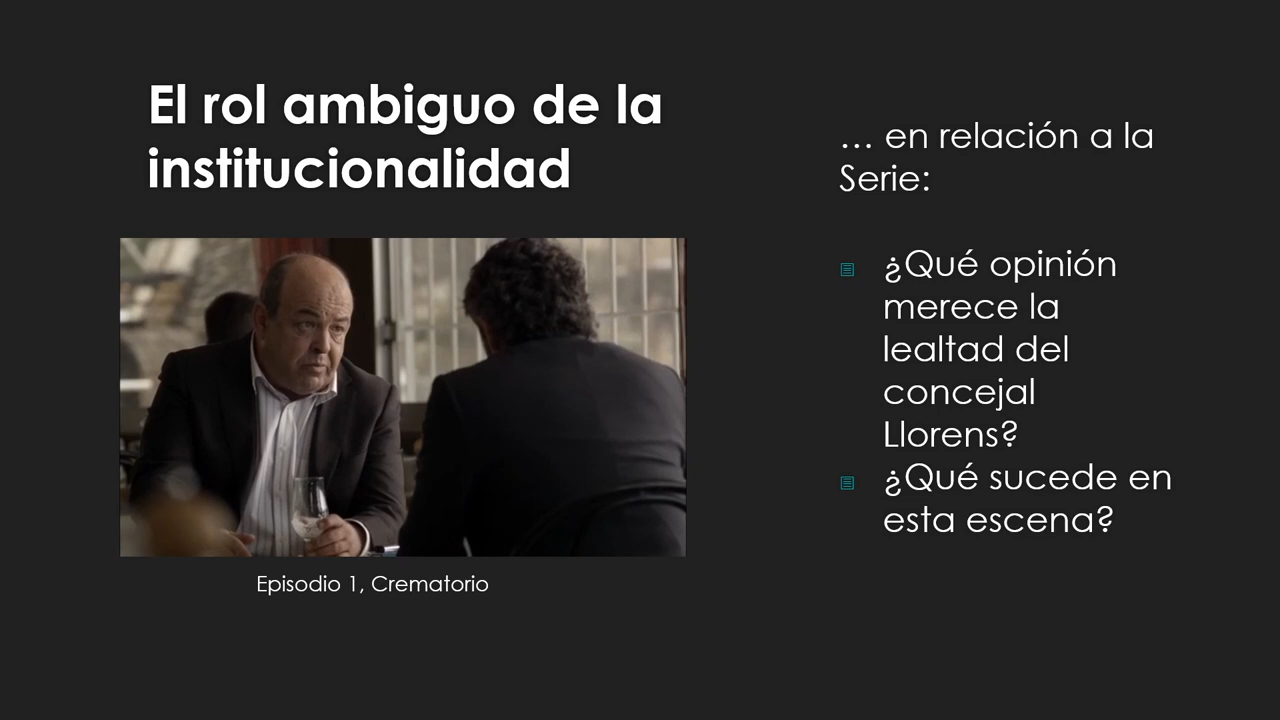 El rol ambiguo de la
institucionalidad
Episodio 1, Crematorio
... en relación a la
Serie:
¿Qué opinión
merece la
lealtad del
concejal
Llorens?
¿Qué sucede en
esta escena?